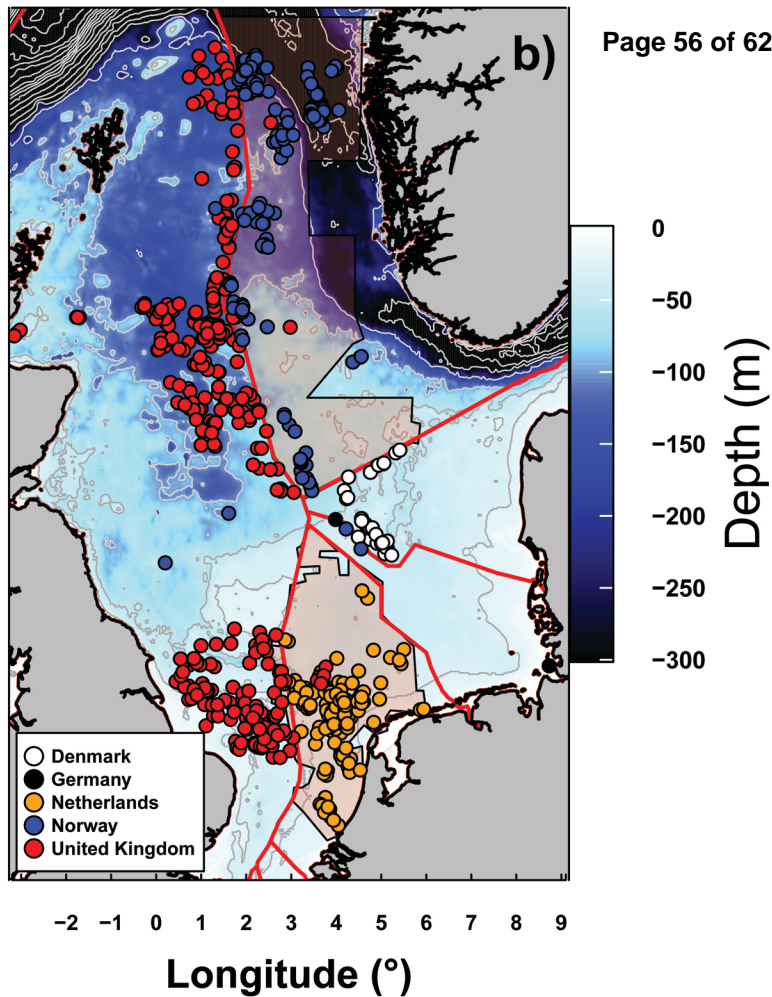 Page 56 of 62
b)
0
−50
−100
−150
−200
−250
−300
Depth (m)
Denmark
Germany
Netherlands
Norway
United Kingdom
−2 −1 0 1 2 3 4 5 6 7 8 9
Longitude (°)